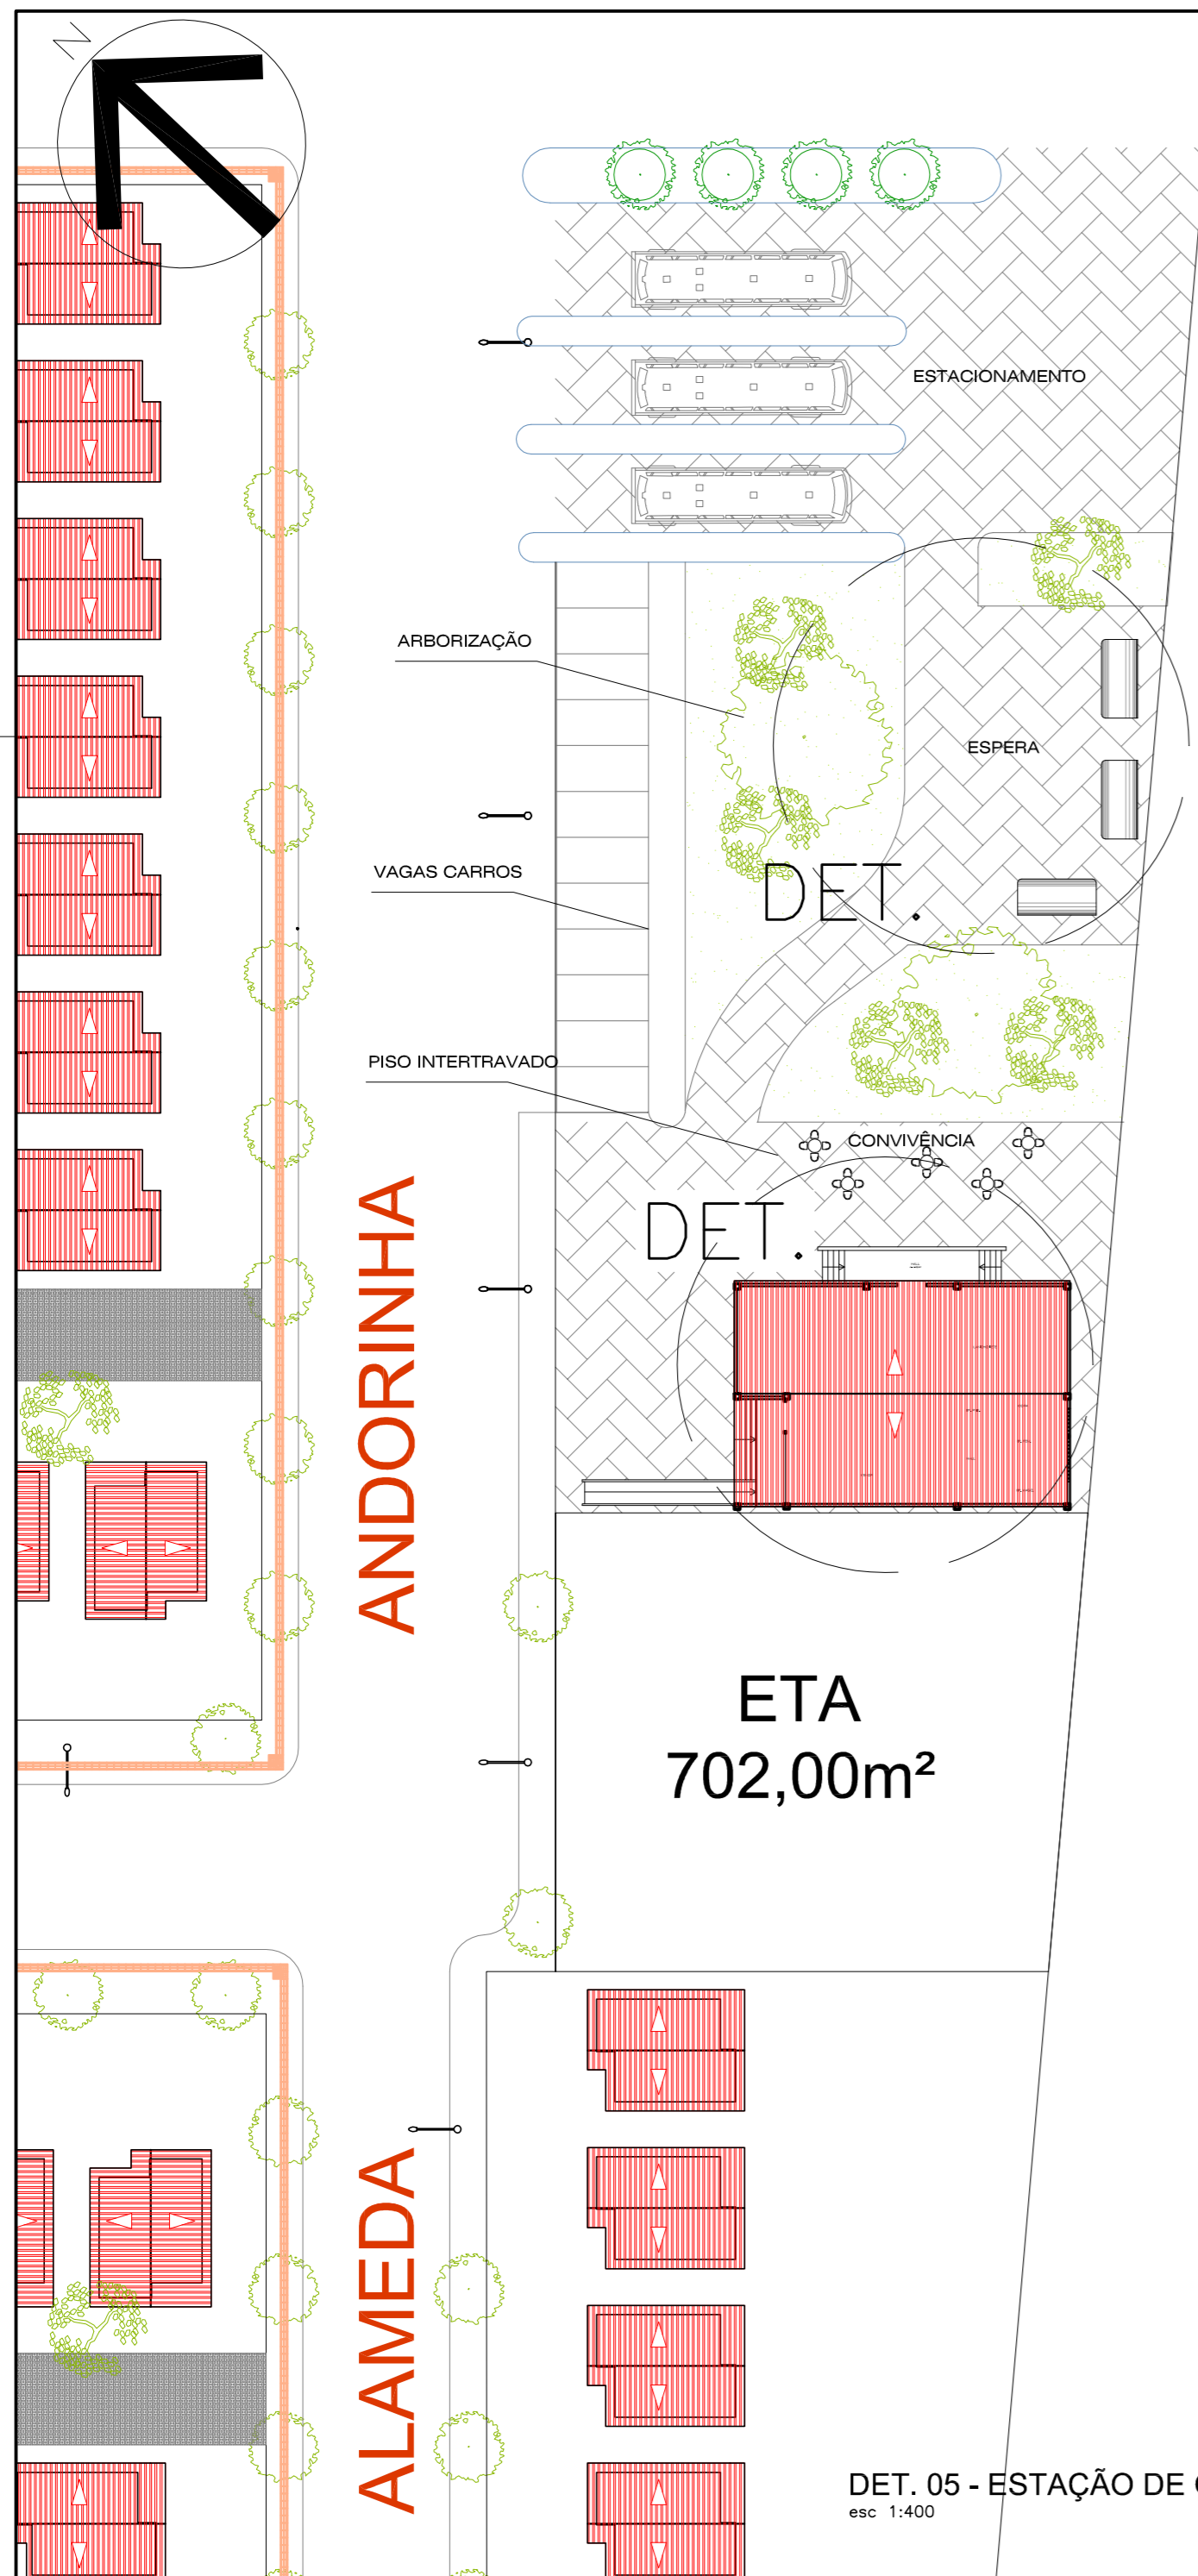 N
ESTACIONAMENTO
ARBORIZAÇÃO
ESPERA
DET.
VAGAS CARROS
PISO INTERTRAVADO
CONVIVÊNCIA
DET.
ALAMEDA ANDORINHA
ETA
702,00m²
DET. 05 - ESTAÇÃO DE
esc 1:400